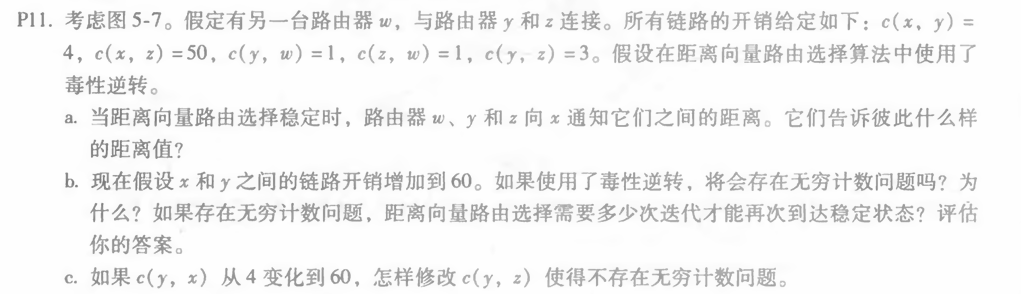 P11. 考虑图 5-7。假定有另一台路由器 w，与路由器 y 和 z 连接。所有链路的开销给定如下：c(x, y) =
4，c(x, z) = 50，c(y, w) = 1，c(z, w) = 1，c(y, z) = 3。假设在距离向量路由选择算法中使用了
毒性逆转。
a. 当距离向量路由选择稳定时，路由器 w、y 和 z 向 x 通知它们之间的距离。它们告诉彼此什么样
的距离值？
b. 现在假设 x 和 y 之间的链路开销增加到 60。如果使用了毒性逆转，将会存在无穷计数问题吗？为
什么？如果存在无穷计数问题，距离向量路由选择需要多少次迭代才能再次到达稳定状态？评估
你的答案。
c. 如果 c(y, x) 从 4 变化到 60，怎样修改 c(y, z) 使得不存在无穷计数问题。